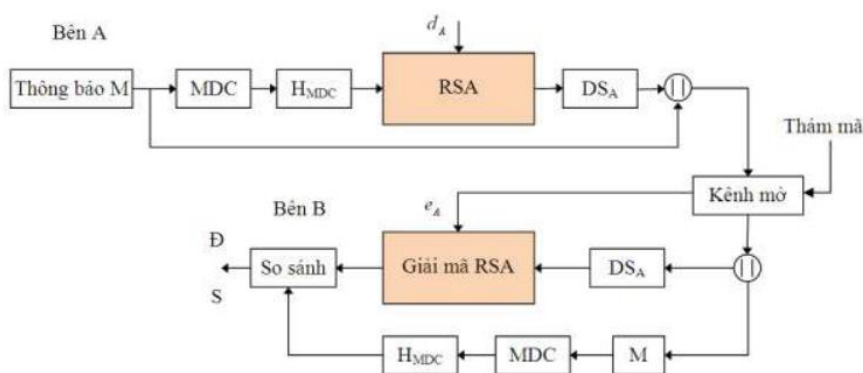 Bên A
d_A
Thông báo M
MDC
H_MDC
RSA
DS_A
||
Thám mã
Kênh mở
Bên B
e_A
Đ
S
So sánh
Giải mã RSA
DS_A
||
H_MDC
MDC
M